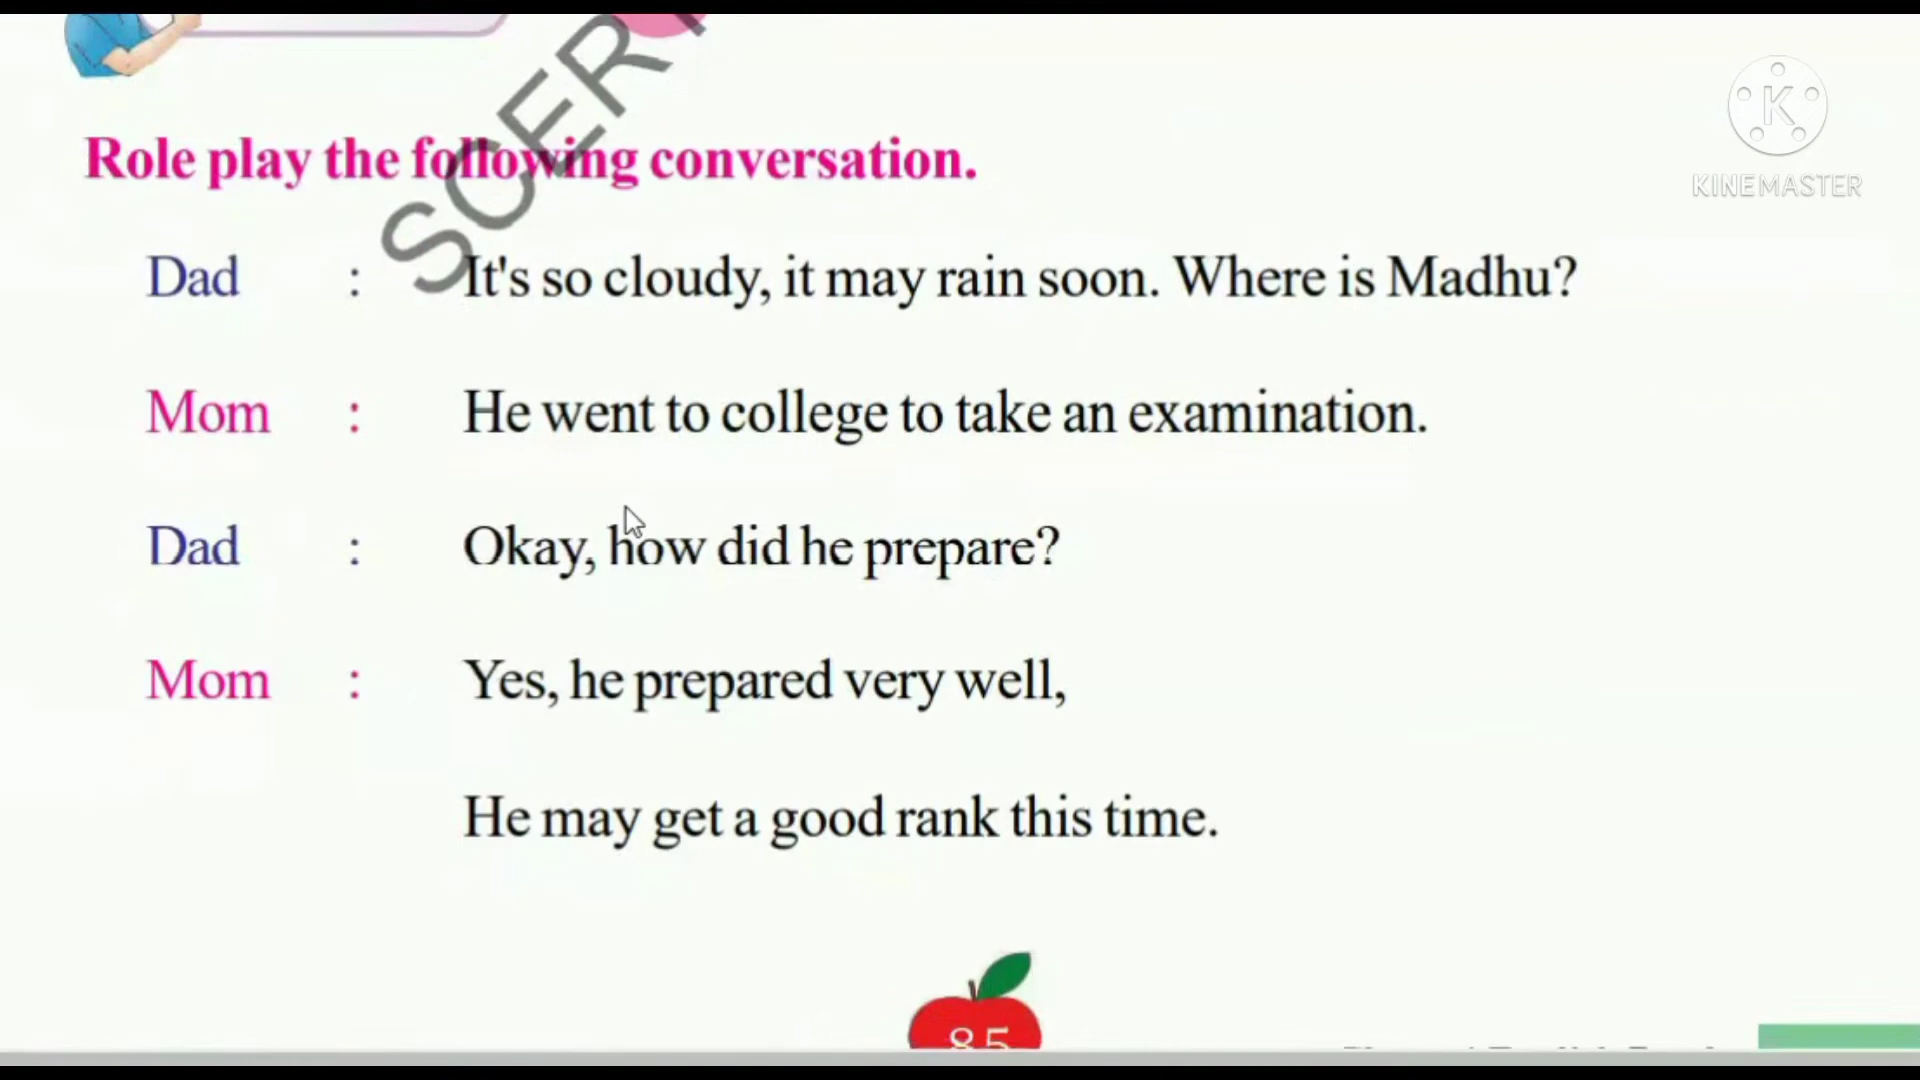 SCERT
K
KINEMASTER
Role play the following conversation.
Dad : It's so cloudy, it may rain soon. Where is Madhu?
Mom : He went to college to take an examination.
Dad : Okay, how did he prepare?
Mom : Yes, he prepared very well,
He may get a good rank this time.
85